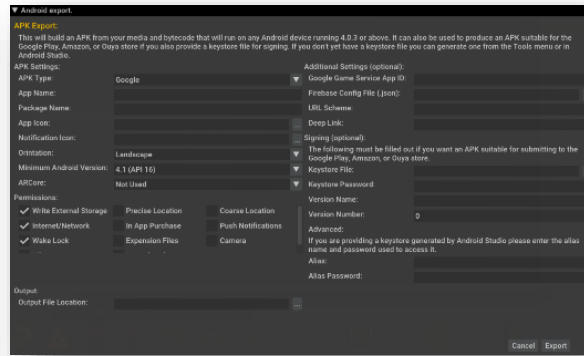 ▼ Android export.
APK Export:
This will build an APK from your media and bytecode that will run on any Android device running 4.0.3 or above. It can also be used to produce an APK suitable for the
Google Play, Amazon, or Ouya store if you also provide a keystore file for signing. If you don't yet have a keystore file you can generate one from the Tools menu or in
Android Studio.
APK Settings:
APK Type: Google
App Name:
Package Name:
App Icon: ...
Notification Icon: ...
Orintation: Landscape
Minimum Android Version: 4.1 (API 16)
ARCore: Not Used
Permissions:
Write External Storage Precise Location Coarse Location
Internet/Network In App Purchase Push Notifications
Wake Lock Expension Files Camera
Output:
Output File Location: ...
Additional Settings (optional):
Google Game Service App ID:
Firebase Config File (.json):
URL Scheme:
Deep Link:
Signing (optional):
The following must be filled out if you want an APK suitable for submitting to the
Google Play, Amazon, or Ouya store.
Keystore File:
Keystore Password:
Version Name:
Version Number: 0
Advanced:
If you are providing a keystore generated by Android Studio please enter the alias
name and password used to access it.
Alias:
Alias Password:
Cancel Export